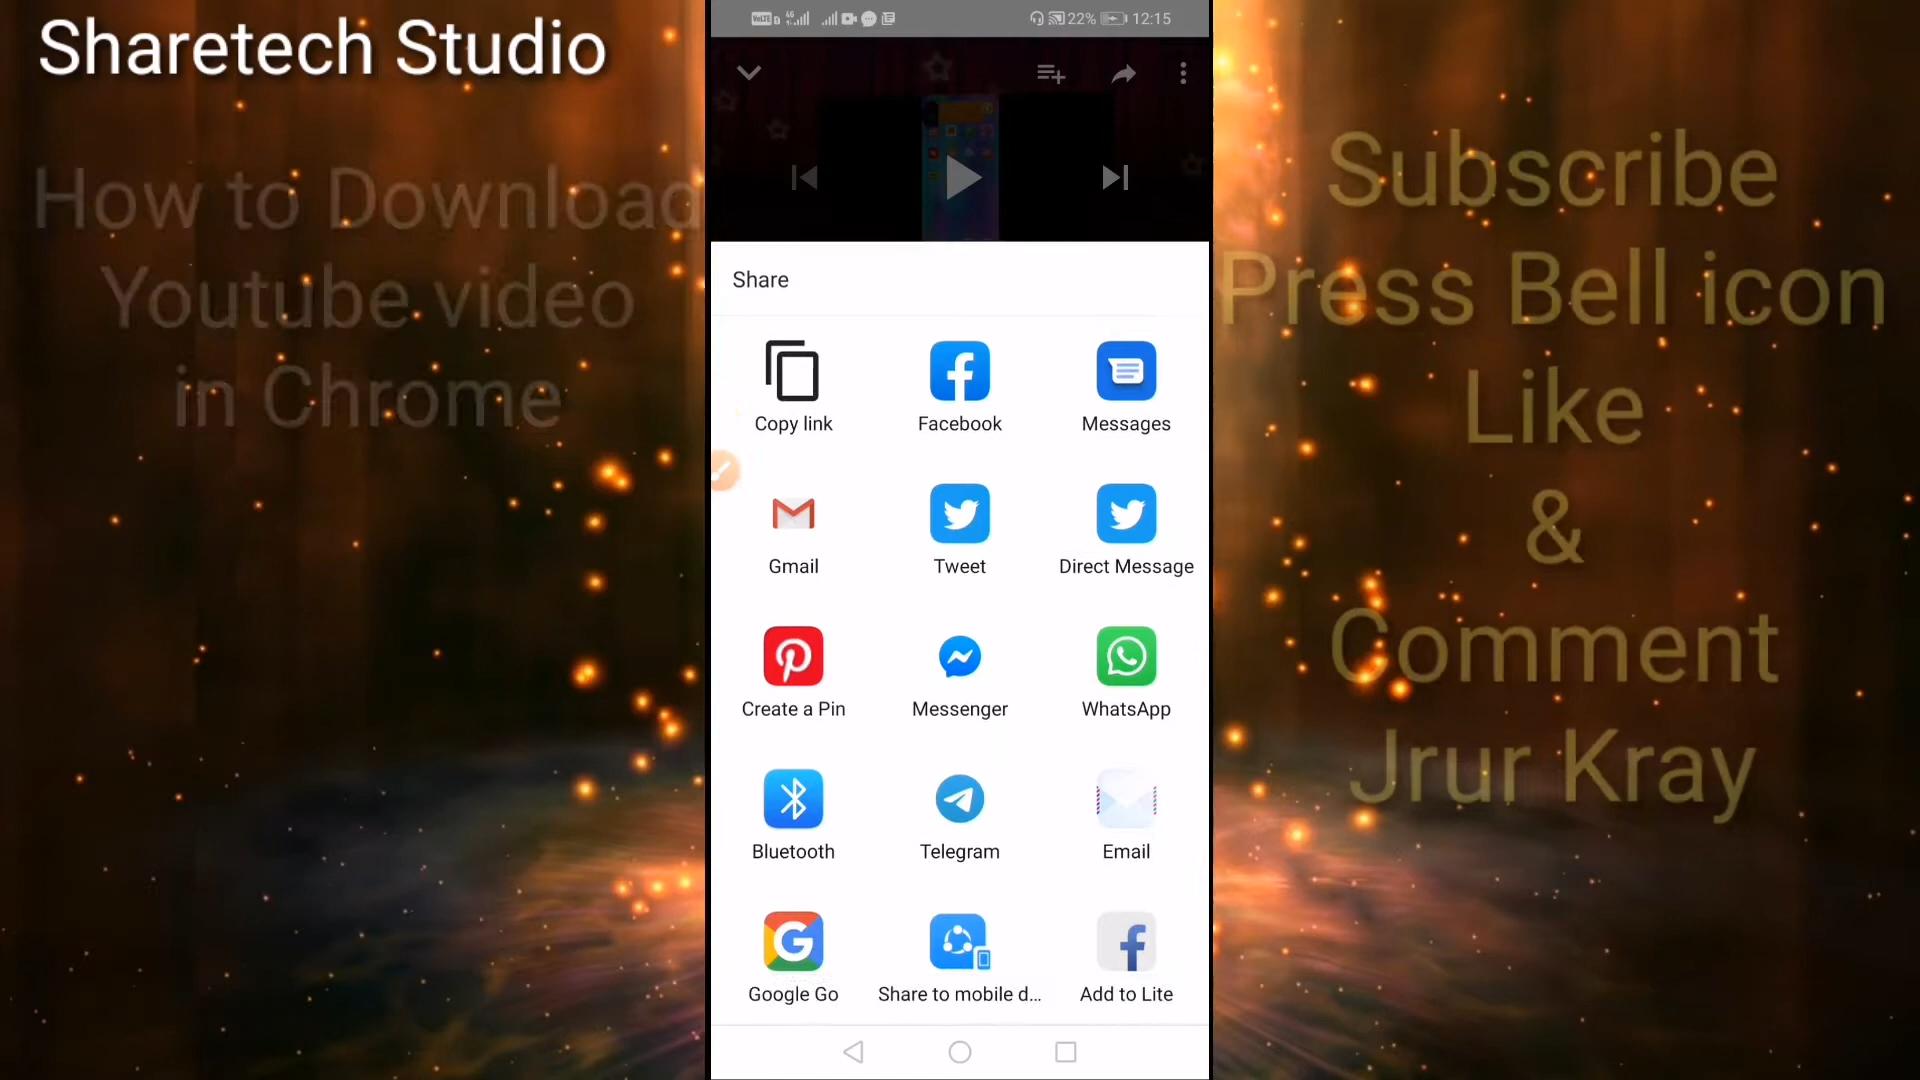 Sharetech Studio
How to Download
Youtube video
in Chrome
VoLTE 4G 22% 12:15
Share
Copy link
Facebook
Messages
Gmail
Tweet
Direct Message
Create a Pin
Messenger
WhatsApp
Bluetooth
Telegram
Email
Google Go
Share to mobile d...
Add to Lite
Subscribe
Press Bell icon
Like
&
Comment
Jrur Kray